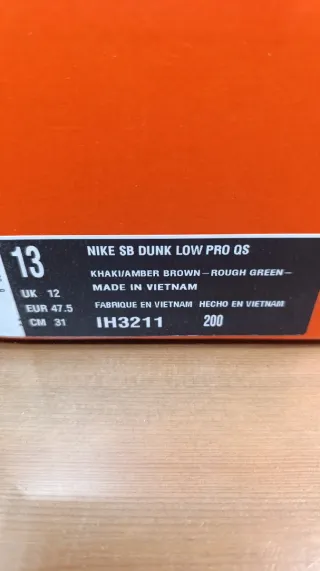 13
NIKE SB DUNK LOW PRO QS
KHAKI/AMBER BROWN-ROUGH GREEN-
UK 12
MADE IN VIETNAM
EUR 47.5
FABRIQUE EN VIETNAM HECHO EN VIETNAM
CM 31
IH3211 200